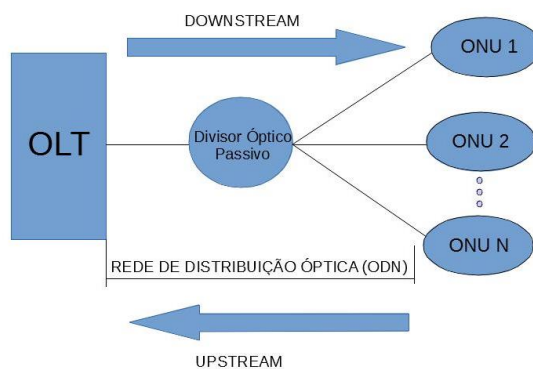 DOWNSTREAM
ONU 1
OLT
Divisor Óptico
Passivo
ONU 2
ONU N
REDE DE DISTRIBUIÇÃO ÓPTICA (ODN)
UPSTREAM